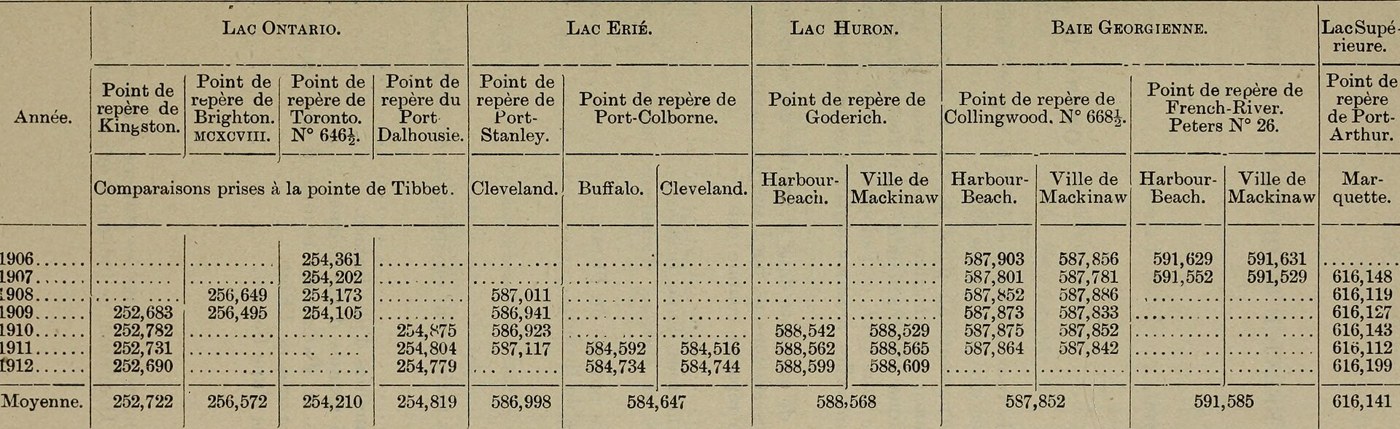 Lac Ontario. Lac Erié. Lac Huron. Baie Georgienne. Lac Supé-
rieure.
Année. Point de repère de Kingston. Point de repère de Brighton. MCXCVIII. Point de repère de Toronto. N° 646½. Point de repère du Port Dalhousie. Point de repère de Port-Stanley. Point de repère de Port-Colborne. Point de repère de Goderich. Point de repère de Collingwood. N° 668½. Point de repère de French-River. Peters N° 26. Point de repère de Port-Arthur.
Comparaisons prises à la pointe de Tibbet. Cleveland. Buffalo. Cleveland. Harbour-Beach. Ville de Mackinaw Harbour-Beach. Ville de Mackinaw Harbour-Beach. Ville de Mackinaw Mar-quette.
1906...... ......... ......... 254,361 ......... ......... ......... ......... ......... ......... 587,903 587,856 591,629 591,631 .........
1907...... ......... ......... 254,202 ......... ......... ......... ......... ......... ......... 587,801 587,781 591,552 591,529 616,148
1908...... ......... 256,649 254,173 ......... 587,011 ......... ......... ......... ......... 587,852 587,886 ......... ......... 616,119
1909...... 252,683 256,495 254,105 ......... 586,941 ......... ......... ......... ......... 587,873 587,833 ......... ......... 616,127
1910...... 252,782 ......... ......... 254,875 586,923 ......... ......... 588,542 588,529 587,875 587,852 ......... ......... 616,143
1911...... 252,731 ......... ......... 254,804 587,117 584,592 584,516 588,562 588,565 587,864 587,842 ......... ......... 616,112
1912...... 252,690 ......... ......... 254,779 ......... 584,734 584,744 588,599 588,609 ......... ......... ......... ......... 616,199
Moyenne. 252,722 256,572 254,210 254,819 586,998 584,647 588,568 587,852 591,585 616,141